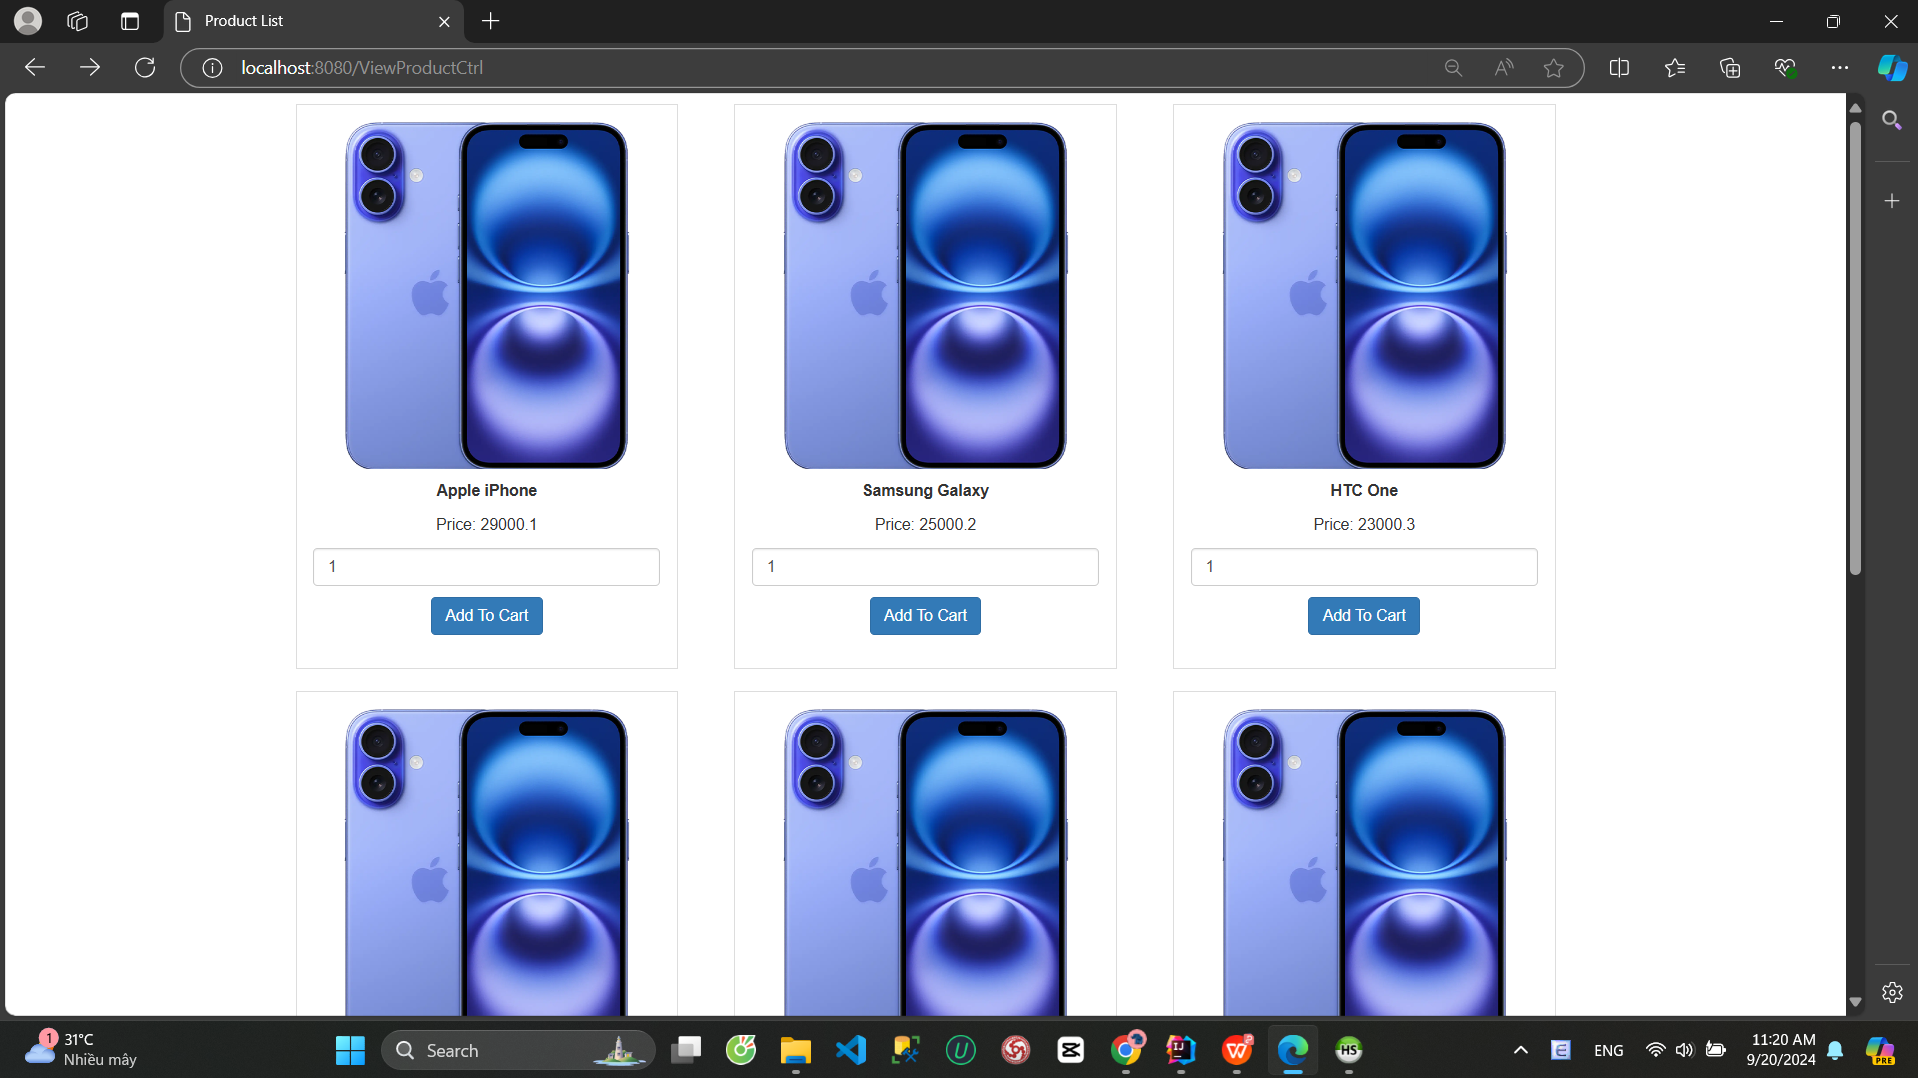 Product List
localhost:8080/ViewProductCtrl
Apple iPhone
Price: 29000.1
1
Add To Cart
Samsung Galaxy
Price: 25000.2
1
Add To Cart
HTC One
Price: 23000.3
1
Add To Cart
1
31°C
Nhiều mây
Search
ENG
11:20 AM
9/20/2024
PRE